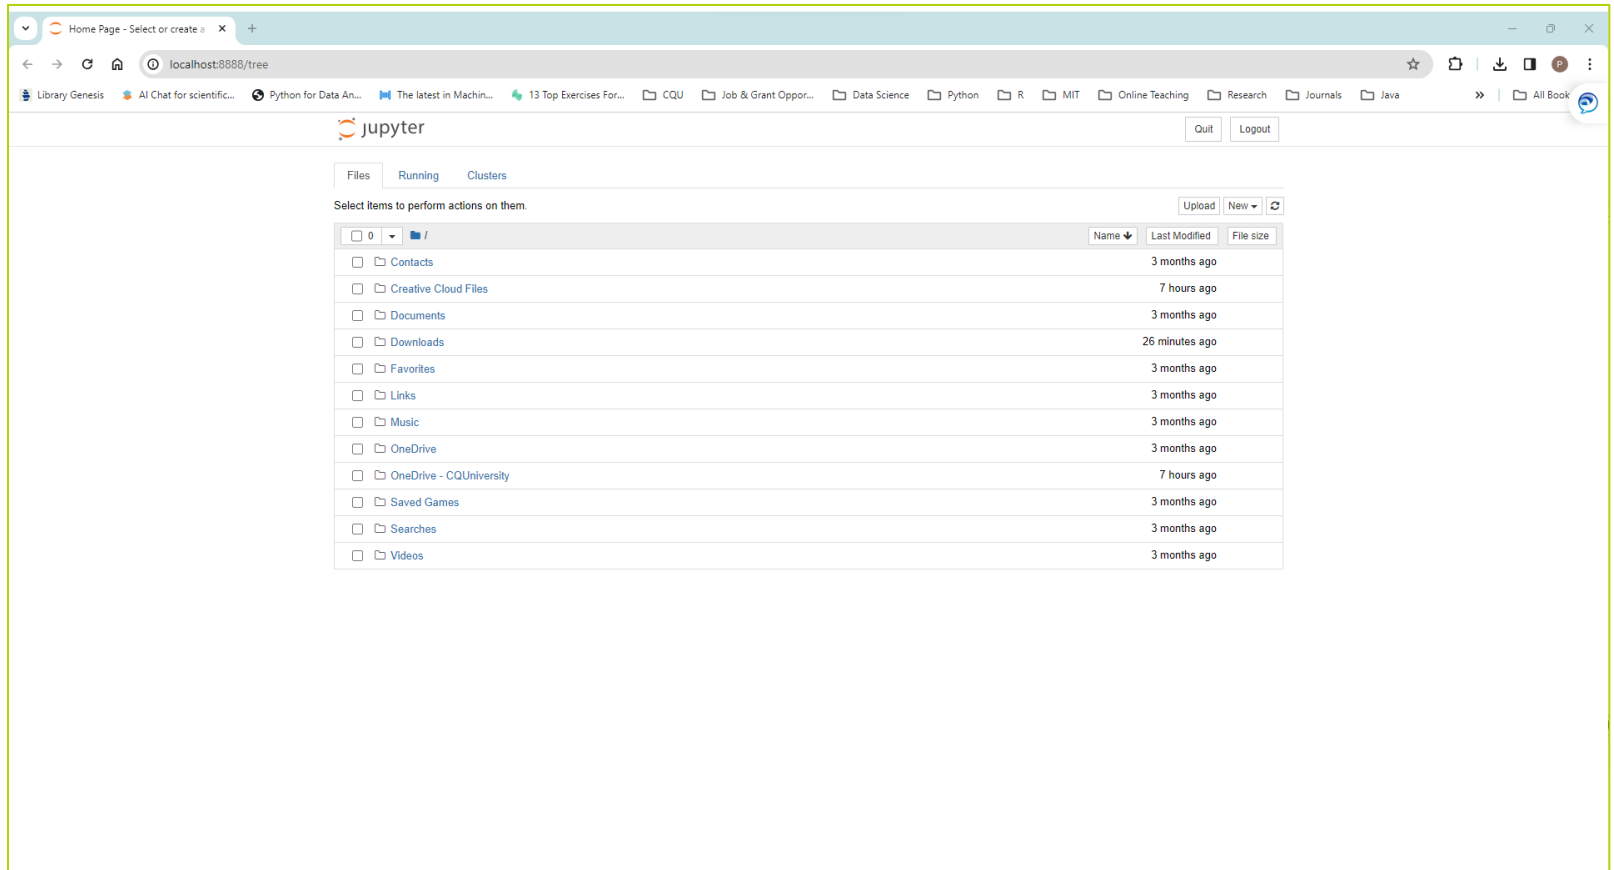 Home Page - Select or create a
localhost:8888/tree
Library Genesis AI Chat for scientific... Python for Data An... The latest in Machin... 13 Top Exercises For... CQU Job & Grant Oppor... Data Science Python R MIT Online Teaching Research Journals Java » All Book
P
jupyter Quit Logout
Files Running Clusters
Select items to perform actions on them. Upload New
0 / Name Last Modified File size
Contacts 3 months ago
Creative Cloud Files 7 hours ago
Documents 3 months ago
Downloads 26 minutes ago
Favorites 3 months ago
Links 3 months ago
Music 3 months ago
OneDrive 3 months ago
OneDrive - CQUniversity 7 hours ago
Saved Games 3 months ago
Searches 3 months ago
Videos 3 months ago